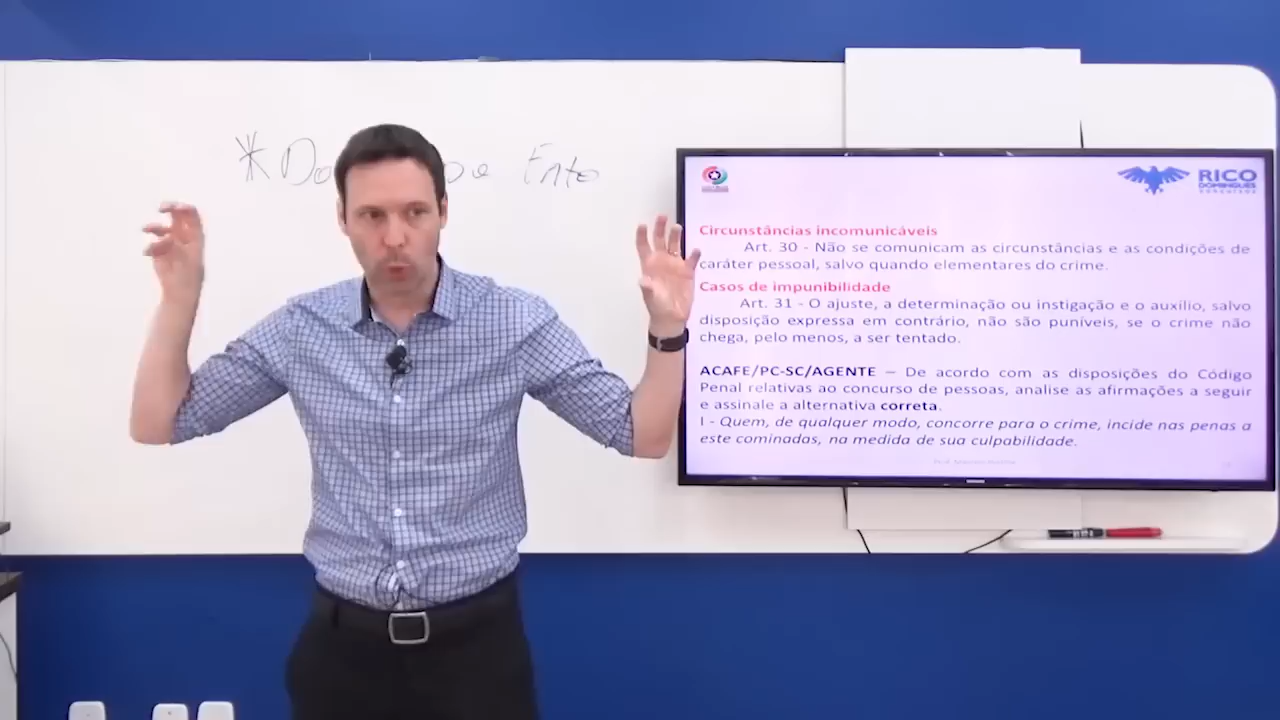 RICO
DOMINGUES
CONCURSOS
Circunstâncias incomunicáveis
Art. 30 - Não se comunicam as circunstâncias e as condições de
caráter pessoal, salvo quando elementares do crime.
Casos de impunibilidade
Art. 31 - O ajuste, a determinação ou instigação e o auxílio, salvo
disposição expressa em contrário, não são puníveis, se o crime não
chega, pelo menos, a ser tentado.
ACAFE/PC-SC/AGENTE – De acordo com as disposições do Código
Penal relativas ao concurso de pessoas, analise as afirmações a seguir
e assinale a alternativa correta.
I - Quem, de qualquer modo, concorre para o crime, incide nas penas a
este cominadas, na medida de sua culpabilidade.